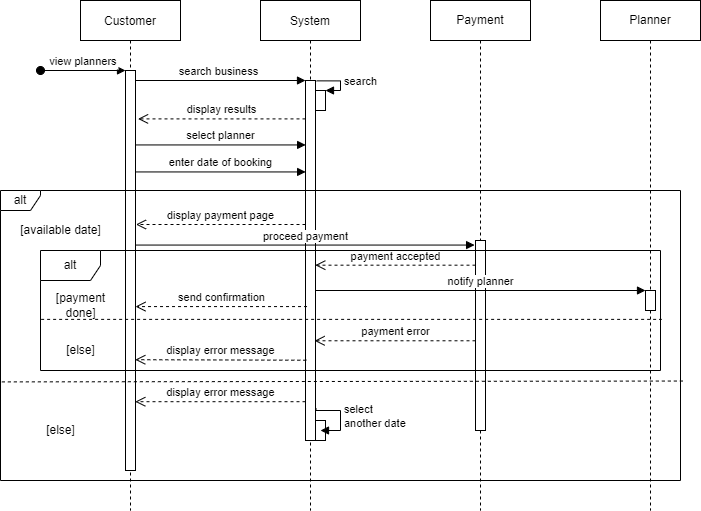 Customer
System
Payment
Planner
view planners
search business
search
display results
select planner
enter date of booking
alt
display payment page
[available date]
proceed payment
payment accepted
alt
notify planner
[payment
done]
send confirmation
payment error
[else]
display error message
display error message
select
another date
[else]